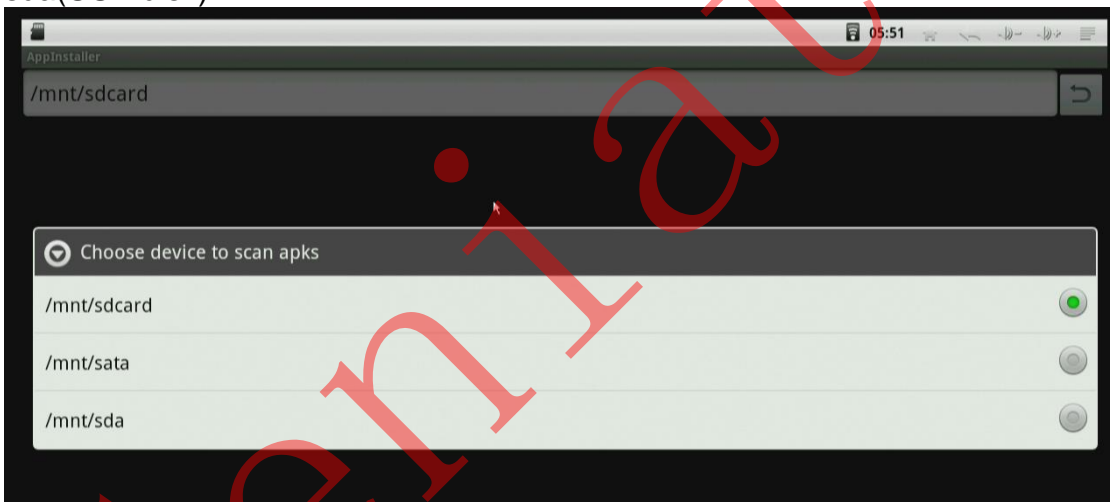 05:51
AppInstaller
/mnt/sdcard
Choose device to scan apks
/mnt/sdcard
/mnt/sata
/mnt/sda